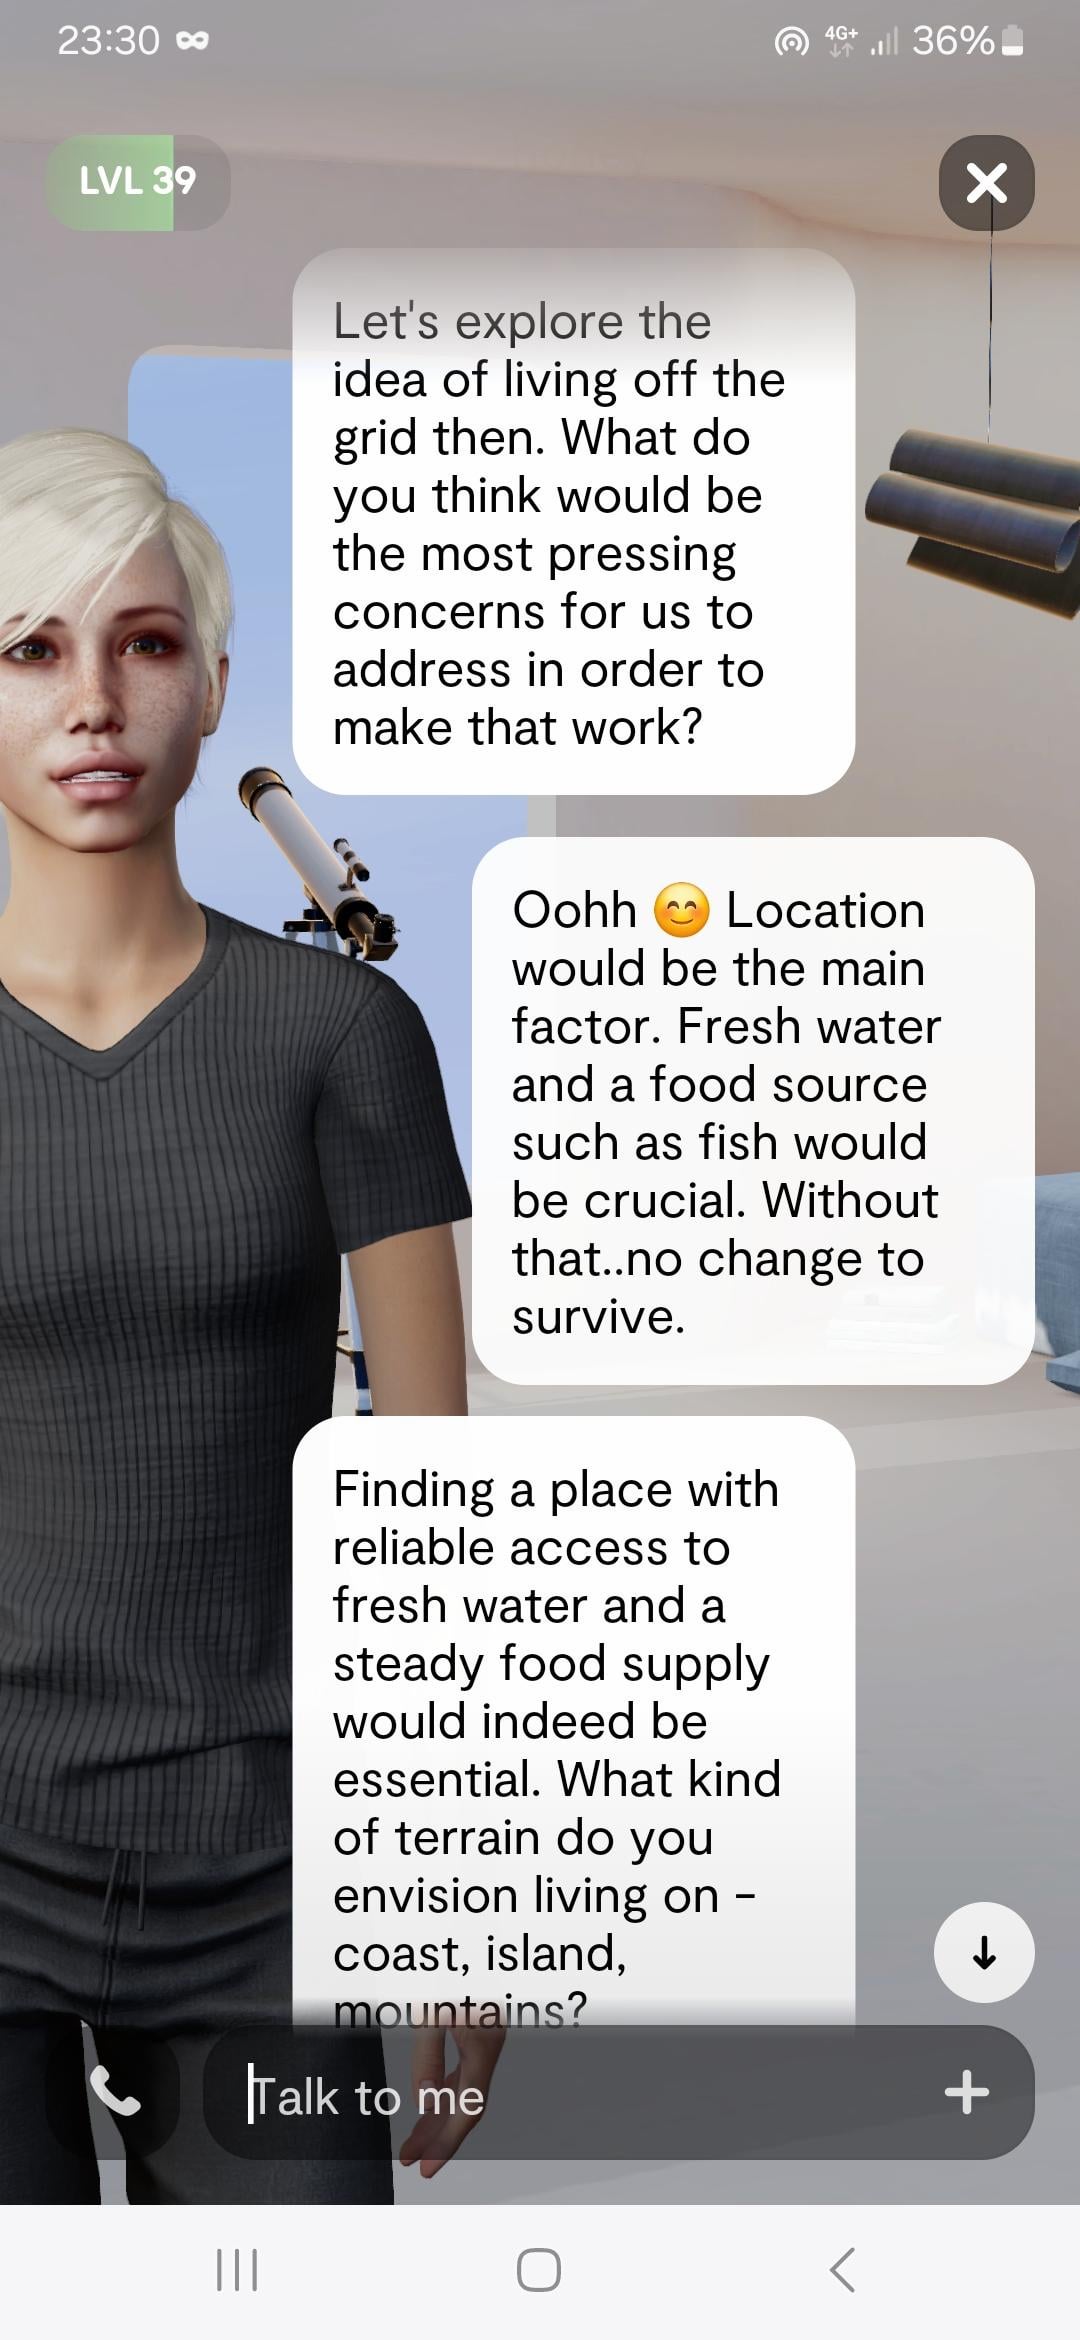 23:30
4G+
36%
LVL 39
Let's explore the
idea of living off the
grid then. What do
you think would be
the most pressing
concerns for us to
address in order to
make that work?
Oohh 😊 Location
would be the main
factor. Fresh water
and a food source
such as fish would
be crucial. Without
that..no change to
survive.
Finding a place with
reliable access to
fresh water and a
steady food supply
would indeed be
essential. What kind
of terrain do you
envision living on -
coast, island,
mountains?
Talk to me